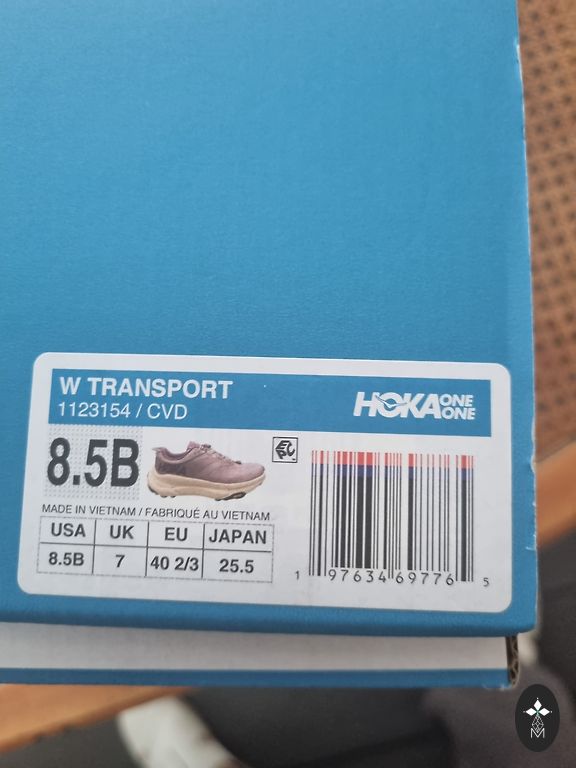 W TRANSPORT
1123154 / CVD
HOKA ONE ONE
8.5B
MADE IN VIETNAM / FABRIQUÉ AU VIETNAM
USA UK EU JAPAN
8.5B 7 40 2/3 25.5
1 97634 69776 5